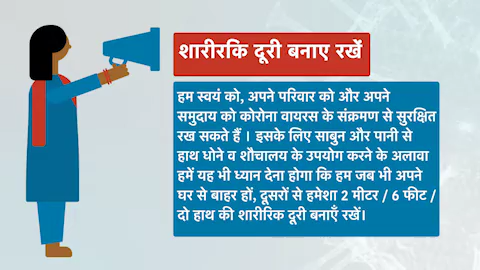 शारीरकि दूरी बनाए रखें
हम स्वयं को, अपने परिवार को और अपने
समुदाय को कोरोना वायरस के संक्रमण से सुरक्षित
रख सकते हैं । इसके लिए साबुन और पानी से
हाथ धोने व शौचालय के उपयोग करने के अलावा
हमें यह भी ध्यान देना होगा कि हम जब भी अपने
घर से बाहर हों, दूसरों से हमेशा 2 मीटर / 6 फीट /
दो हाथ की शारीरिक दूरी बनाएँ रखें।